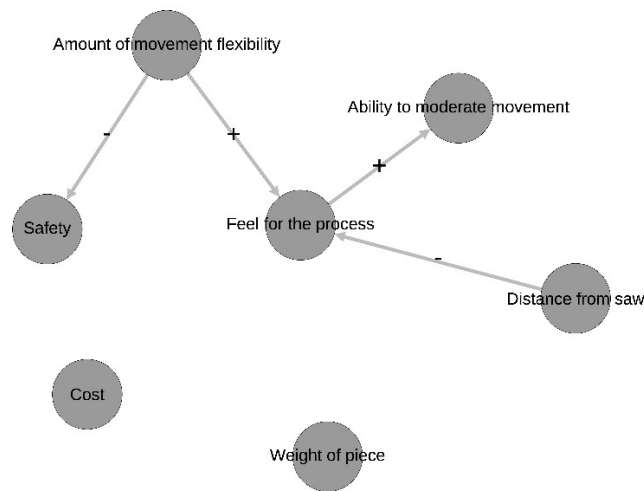 Amount of movement flexibility
Ability to moderate movement
-
+
+
Safety
Feel for the process
-
Distance from saw
Cost
Weight of piece